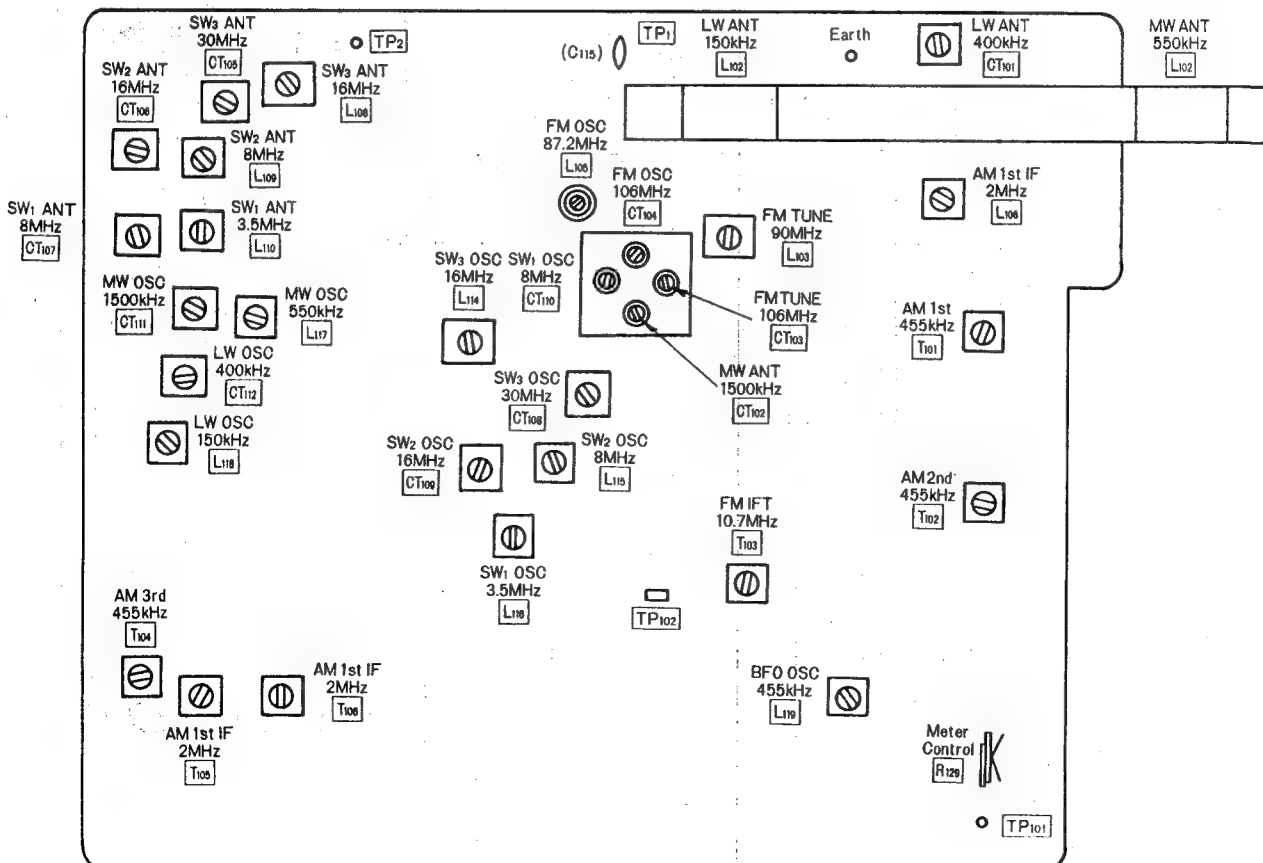 SW3 ANT
30MHz
CT105
TP2
SW2 ANT
16MHz
CT106
SW3 ANT
16MHz
L108
(C115)
TP1
LW ANT
150kHz
L102
Earth
LW ANT
400kHz
CT101
MW ANT
550kHz
L102
SW2 ANT
8MHz
L109
FM OSC
87.2MHz
L105
FM OSC
106MHz
CT104
AM 1st IF
2MHz
L106
SW1 ANT
8MHz
CT107
SW1 ANT
3.5MHz
L110
FM TUNE
90MHz
L103
MW OSC
1500kHz
CT111
MW OSC
550kHz
L117
SW3 OSC
16MHz
L114
SW1 OSC
8MHz
CT110
FM TUNE
106MHz
CT103
AM 1st
455kHz
T101
LW OSC
400kHz
CT112
SW3 OSC
30MHz
CT108
MW ANT
1500kHz
CT102
LW OSC
150kHz
L118
SW2 OSC
16MHz
CT109
SW2 OSC
8MHz
L115
AM 2nd
455kHz
T102
FM IFT
10.7MHz
T103
SW1 OSC
3.5MHz
L116
TP102
AM 3rd
455kHz
T104
AM 1st IF
2MHz
T106
AM 1st IF
2MHz
T105
BFO OSC
455kHz
L119
Meter
Control
R129
TP101